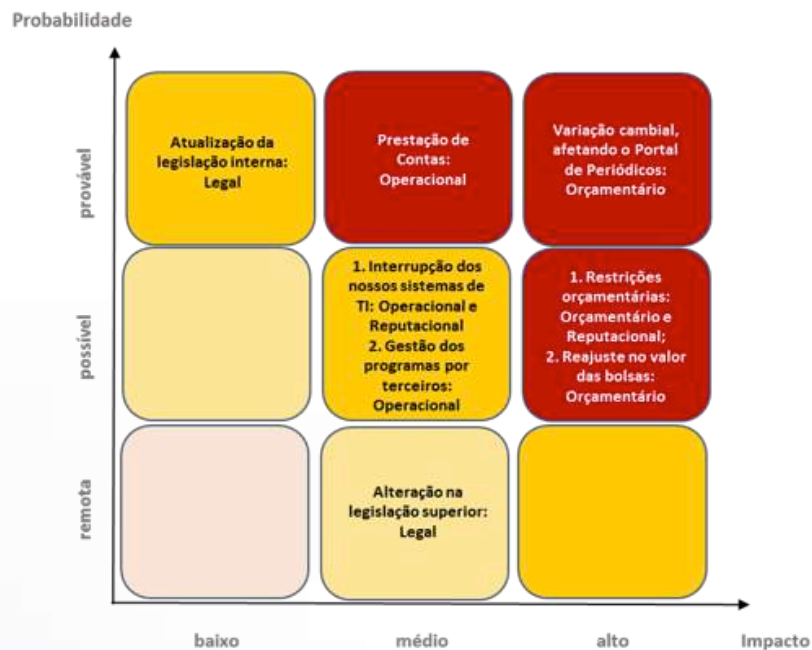 Probabilidade
provável
Atualização da
legislação interna:
Legal
Prestação de
Contas:
Operacional
Variação cambial,
afetando o Portal
de Periódicos:
Orçamentário
possível
1. Interrupção dos
nossos sistemas de
TI: Operacional e
Reputacional
2. Gestão dos
programas por
terceiros:
Operacional
1. Restrições
orçamentárias:
Orçamentário e
Reputacional;
2. Reajuste no valor
das bolsas:
Orçamentário
remota
Alteração na
legislação superior:
Legal
baixo
médio
alto
Impacto